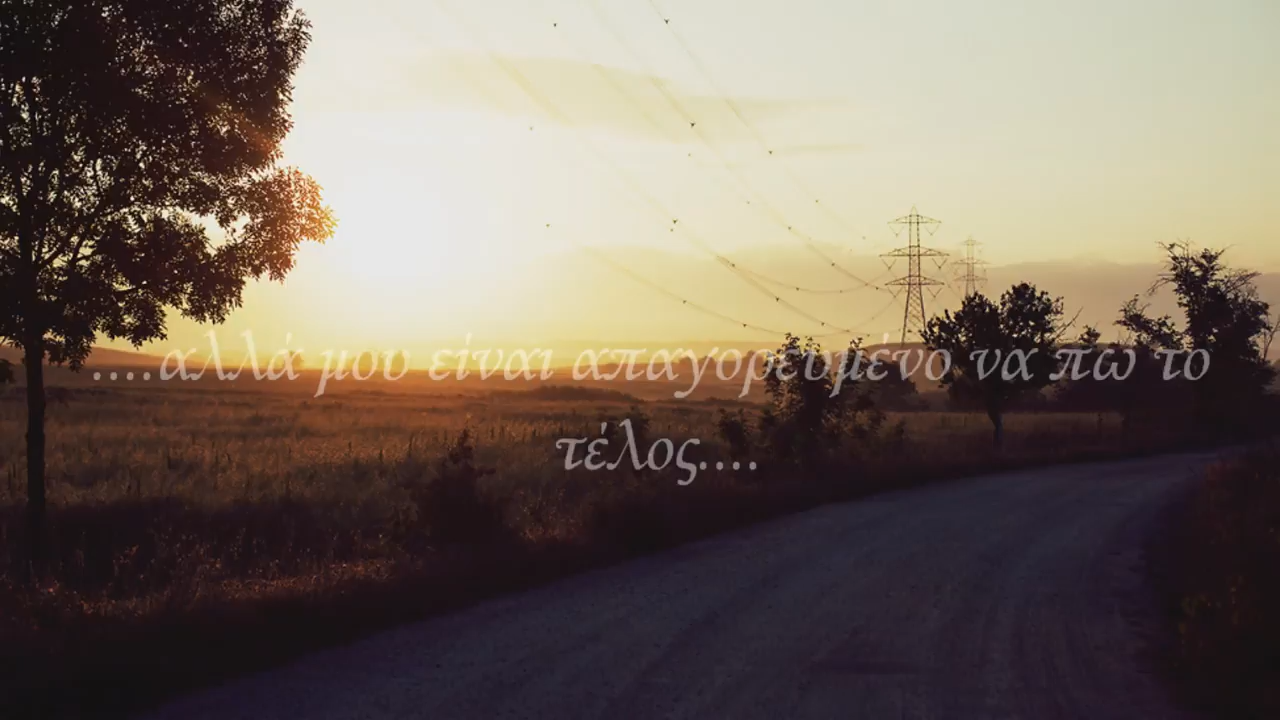 ....αλλά μου είναι απαγορευμένο να πω το
τέλος....